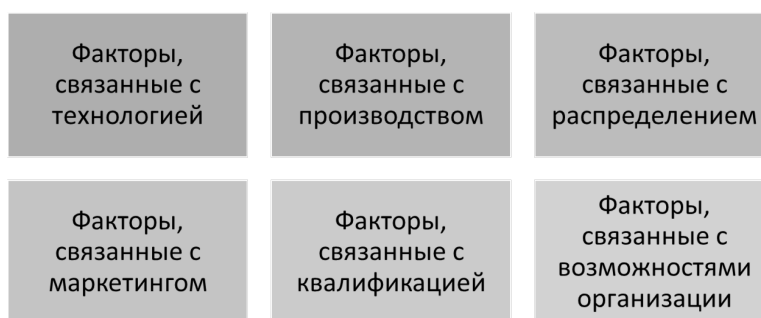 Факторы,
связанные с
технологией
Факторы,
связанные с
производством
Факторы,
связанные с
распределением
Факторы,
связанные с
маркетингом
Факторы,
связанные с
квалификацией
Факторы,
связанные с
возможностями
организации